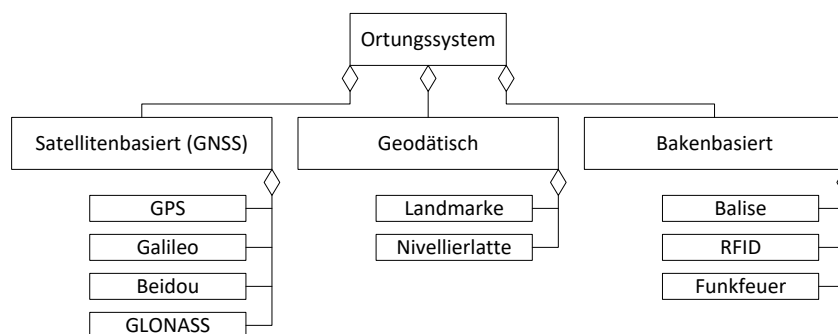 Ortungssystem
Satellitenbasiert (GNSS)
Geodätisch
Bakenbasiert
GPS
Landmarke
Balise
Galileo
Nivellierlatte
RFID
Beidou
Funkfeuer
GLONASS